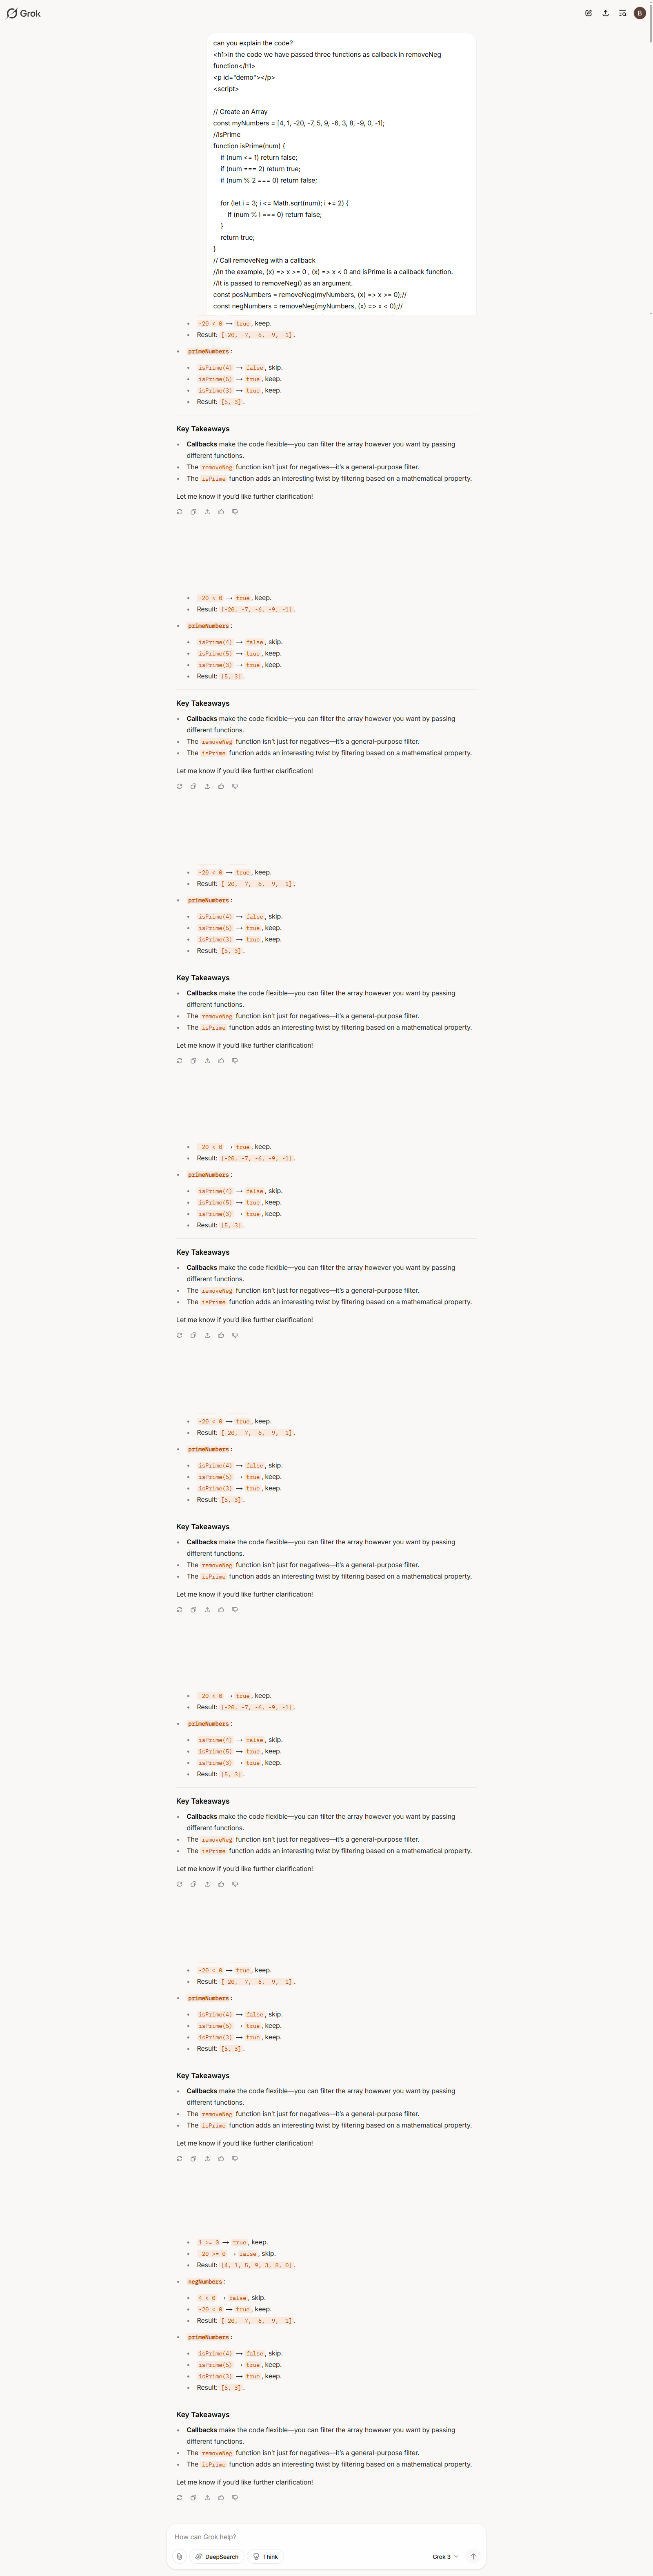 Grok
B
can you explain the code?
<h1>in the code we have passed three functions as callback in removeNeg
function</h1>
<p id="demo"></p>
<script>
// Create an Array
const myNumbers = [4, 1, -20, -7, 5, 9, -6, 3, 8, -9, 0, -1];
//isPrime
function isPrime(num) {
if (num <= 1) return false;
if (num === 2) return true;
if (num % 2 === 0) return false;
for (let i = 3; i <= Math.sqrt(num); i += 2) {
if (num % i === 0) return false;
}
return true;
}
// Call removeNeg with a callback
//In the example, (x) => x >= 0 , (x) => x < 0 and isPrime is a callback function.
//It is passed to removeNeg() as an argument.
const posNumbers = removeNeg(myNumbers, (x) => x >= 0);//
const negNumbers = removeNeg(myNumbers, (x) => x < 0);//
-20 < 0 → true, keep.
Result: [-20, -7, -6, -9, -1].
primeNumbers:
isPrime(4) → false, skip.
isPrime(5) → true, keep.
isPrime(3) → true, keep.
Result: [5, 3].
Key Takeaways
Callbacks make the code flexible—you can filter the array however you want by passing
different functions.
The removeNeg function isn't just for negatives—it's a general-purpose filter.
The isPrime function adds an interesting twist by filtering based on a mathematical property.
Let me know if you'd like further clarification!
-20 < 0 → true, keep.
Result: [-20, -7, -6, -9, -1].
primeNumbers:
isPrime(4) → false, skip.
isPrime(5) → true, keep.
isPrime(3) → true, keep.
Result: [5, 3].
Key Takeaways
Callbacks make the code flexible—you can filter the array however you want by passing
different functions.
The removeNeg function isn't just for negatives—it's a general-purpose filter.
The isPrime function adds an interesting twist by filtering based on a mathematical property.
Let me know if you'd like further clarification!
-20 < 0 → true, keep.
Result: [-20, -7, -6, -9, -1].
primeNumbers:
isPrime(4) → false, skip.
isPrime(5) → true, keep.
isPrime(3) → true, keep.
Result: [5, 3].
Key Takeaways
Callbacks make the code flexible—you can filter the array however you want by passing
different functions.
The removeNeg function isn't just for negatives—it's a general-purpose filter.
The isPrime function adds an interesting twist by filtering based on a mathematical property.
Let me know if you'd like further clarification!
-20 < 0 → true, keep.
Result: [-20, -7, -6, -9, -1].
primeNumbers:
isPrime(4) → false, skip.
isPrime(5) → true, keep.
isPrime(3) → true, keep.
Result: [5, 3].
Key Takeaways
Callbacks make the code flexible—you can filter the array however you want by passing
different functions.
The removeNeg function isn't just for negatives—it's a general-purpose filter.
The isPrime function adds an interesting twist by filtering based on a mathematical property.
Let me know if you'd like further clarification!
-20 < 0 → true, keep.
Result: [-20, -7, -6, -9, -1].
primeNumbers:
isPrime(4) → false, skip.
isPrime(5) → true, keep.
isPrime(3) → true, keep.
Result: [5, 3].
Key Takeaways
Callbacks make the code flexible—you can filter the array however you want by passing
different functions.
The removeNeg function isn't just for negatives—it's a general-purpose filter.
The isPrime function adds an interesting twist by filtering based on a mathematical property.
Let me know if you'd like further clarification!
-20 < 0 → true, keep.
Result: [-20, -7, -6, -9, -1].
primeNumbers:
isPrime(4) → false, skip.
isPrime(5) → true, keep.
isPrime(3) → true, keep.
Result: [5, 3].
Key Takeaways
Callbacks make the code flexible—you can filter the array however you want by passing
different functions.
The removeNeg function isn't just for negatives—it's a general-purpose filter.
The isPrime function adds an interesting twist by filtering based on a mathematical property.
Let me know if you'd like further clarification!
-20 < 0 → true, keep.
Result: [-20, -7, -6, -9, -1].
primeNumbers:
isPrime(4) → false, skip.
isPrime(5) → true, keep.
isPrime(3) → true, keep.
Result: [5, 3].
Key Takeaways
Callbacks make the code flexible—you can filter the array however you want by passing
different functions.
The removeNeg function isn't just for negatives—it's a general-purpose filter.
The isPrime function adds an interesting twist by filtering based on a mathematical property.
Let me know if you'd like further clarification!
1 >= 0 → true, keep.
-20 >= 0 → false, skip.
Result: [4, 1, 5, 9, 3, 8, 0].
negNumbers:
4 < 0 → false, skip.
-20 < 0 → true, keep.
Result: [-20, -7, -6, -9, -1].
primeNumbers:
isPrime(4) → false, skip.
isPrime(5) → true, keep.
isPrime(3) → true, keep.
Result: [5, 3].
Key Takeaways
Callbacks make the code flexible—you can filter the array however you want by passing
different functions.
The removeNeg function isn't just for negatives—it's a general-purpose filter.
The isPrime function adds an interesting twist by filtering based on a mathematical property.
Let me know if you'd like further clarification!
How can Grok help?
DeepSearch Think Grok 3